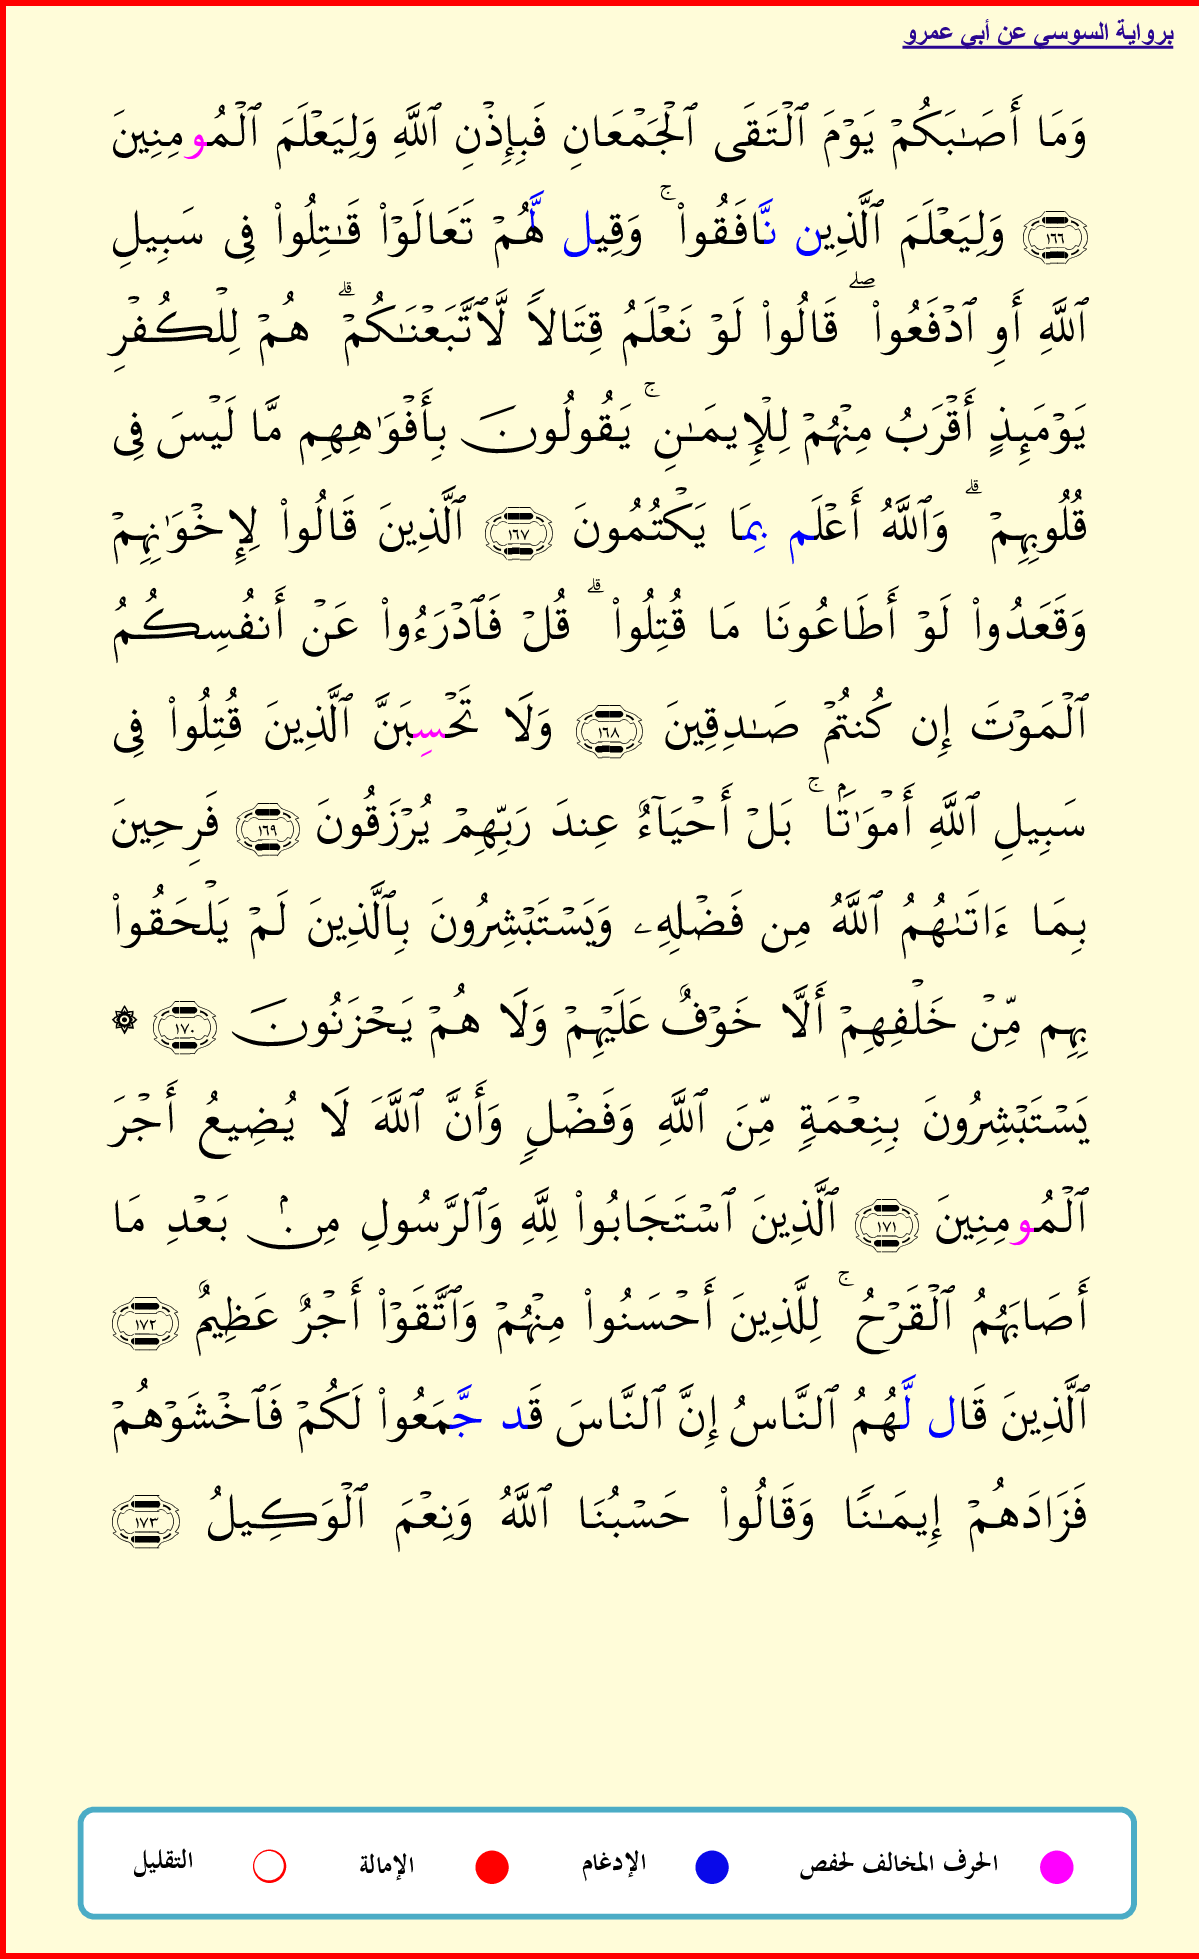 برواية السوسي عن أبي عمرو
وَمَا أَصَٰبَكُمۡ يَوۡمَ ٱلۡتَقَى ٱلۡجَمۡعَانِ فَبِإِذۡنِ ٱللَّهِ وَلِيَعۡلَمَ ٱلۡمُومِنِينَ
١٦٦ وَلِيَعۡلَمَ ٱلَّذِين نَّافَقُواْۚ وَقِيل لَّهُمۡ تَعَالَوۡاْ قَٰتِلُواْ فِي سَبِيلِ
ٱللَّهِ أَوِ ٱدۡفَعُواْۖ قَالُواْ لَوۡ نَعۡلَمُ قِتَالاٗ لَّٱتَّبَعۡنَٰكُمۡۗ هُمۡ لِلۡكُفۡرِ
يَوۡمَئِذٍ أَقۡرَبُ مِنۡهُمۡ لِلۡإِيمَٰنِۚ يَقُولُونَ بِأَفۡوَٰهِهِم مَّا لَيۡسَ فِي
قُلُوبِهِمۡۗ وَٱللَّهُ أَعۡلَم بِمَا يَكۡتُمُونَ ١٦٧ ٱلَّذِينَ قَالُواْ لِإِخۡوَٰنِهِمۡ
وَقَعَدُواْ لَوۡ أَطَاعُونَا مَا قُتِلُواْۗ قُلۡ فَٱدۡرَءُواْ عَنۡ أَنفُسِكُمُ
ٱلۡمَوۡتَ إِن كُنتُمۡ صَٰدِقِينَ ١٦٨ وَلَا تَحۡسِبَنَّ ٱلَّذِينَ قُتِلُواْ فِي
سَبِيلِ ٱللَّهِ أَمۡوَٰتَۢاۚ بَلۡ أَحۡيَآءٌ عِندَ رَبِّهِمۡ يُرۡزَقُونَ ١٦٩ فَرِحِينَ
بِمَا ءَاتَىٰهُمُ ٱللَّهُ مِن فَضۡلِهِۦ وَيَسۡتَبۡشِرُونَ بِٱلَّذِينَ لَمۡ يَلۡحَقُواْ
بِهِم مِّنۡ خَلۡفِهِمۡ أَلَّا خَوۡفٌ عَلَيۡهِمۡ وَلَا هُمۡ يَحۡزَنُونَ ١٧٠ ۞
يَسۡتَبۡشِرُونَ بِنِعۡمَةٖ مِّنَ ٱللَّهِ وَفَضۡلٖ وَأَنَّ ٱللَّهَ لَا يُضِيعُ أَجۡرَ
ٱلۡمُومِنِينَ ١٧١ ٱلَّذِينَ ٱسۡتَجَابُواْ لِلَّهِ وَٱلرَّسُولِ مِنۢ بَعۡدِ مَا
أَصَابَهُمُ ٱلۡقَرۡحُۚ لِلَّذِينَ أَحۡسَنُواْ مِنۡهُمۡ وَٱتَّقَوۡاْ أَجۡرٌ عَظِيمٌ ١٧٢
ٱلَّذِينَ قَال لَّهُمُ ٱلنَّاسُ إِنَّ ٱلنَّاسَ قَد جَّمَعُواْ لَكُمۡ فَٱخۡشَوۡهُمۡ
فَزَادَهُمۡ إِيمَٰنٗا وَقَالُواْ حَسۡبُنَا ٱللَّهُ وَنِعۡمَ ٱلۡوَكِيلُ ١٧٣
الحرف المخالف لحفص الإدغام الإمالة التقليل